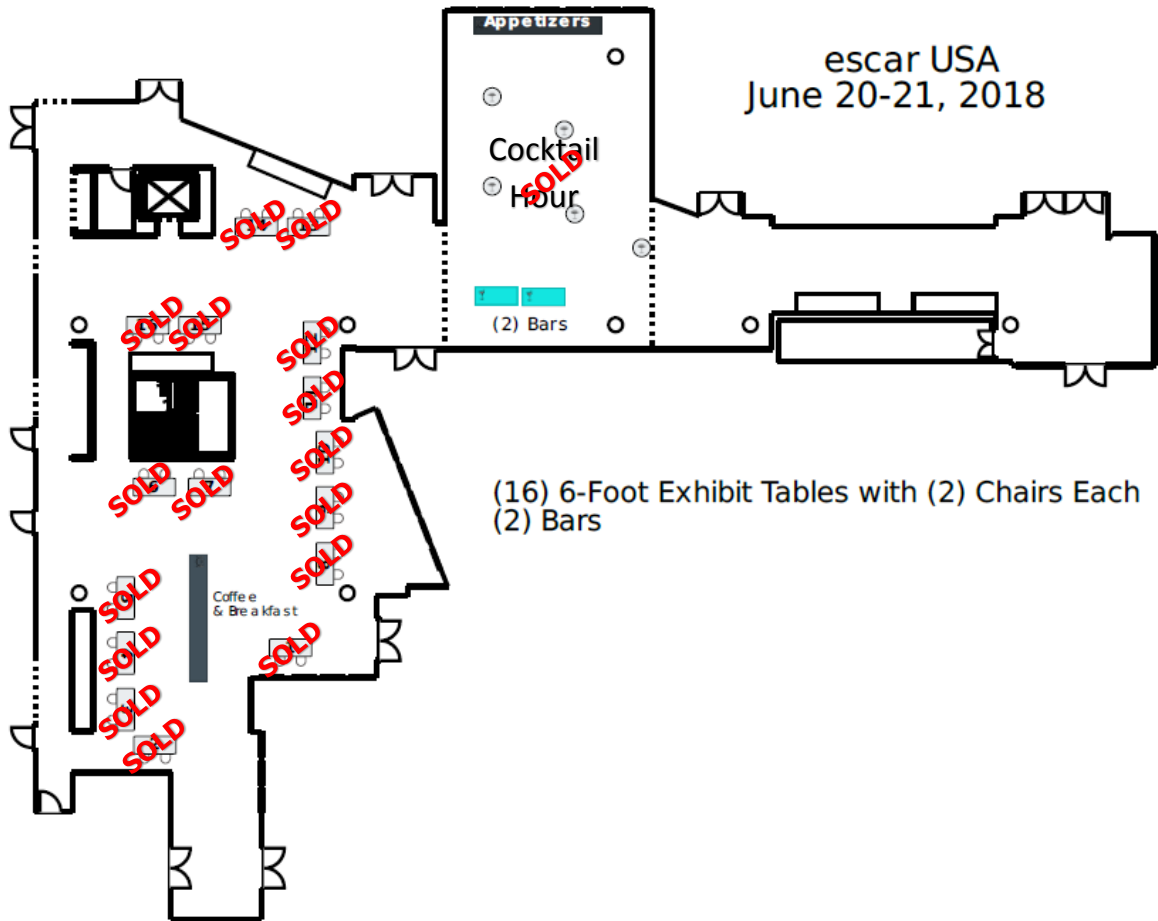 Appetizers
escar USA
June 20-21, 2018
Cocktail
SOLD
Hour
SOLD
SOLD
SOLD
SOLD
(2) Bars
SOLD
SOLD
SOLD
SOLD
6
SOLD
7
SOLD
(16) 6-Foot Exhibit Tables with (2) Chairs Each
(2) Bars
SOLD
SOLD
Coffee
& Breakfast
SOLD
SOLD
SOLD
SOLD
SOLD